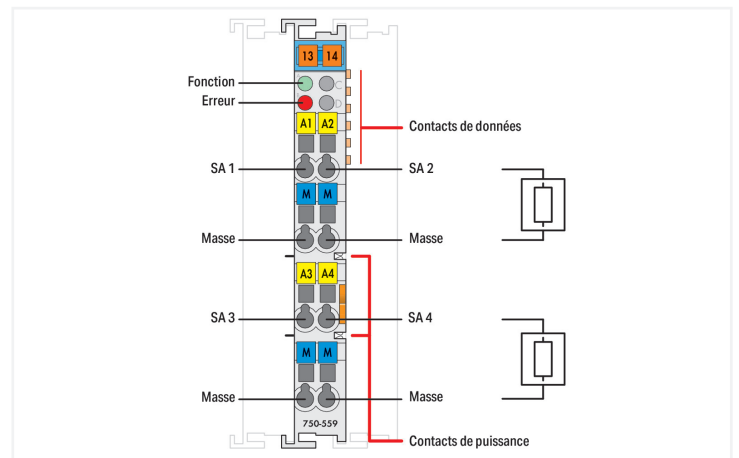 13 14
Fonction
C
Erreur
D
A1 A2
Contacts de données
SA 1
SA 2
M M
Masse
Masse
A3 A4
SA 3
SA 4
M M
Masse
Masse
750-559
Contacts de puissance